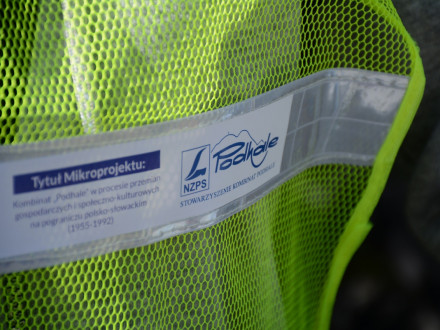 Tytuł Mikroprojektu:
Kombinat „Podhale” w procesie przemian
gospodarczych i społeczno-kulturowych
na pograniczu polsko-słowackim
(1955-1992)
NZPS
Podhale
STOWARZYSZENIE KOMBINAT PODHALE